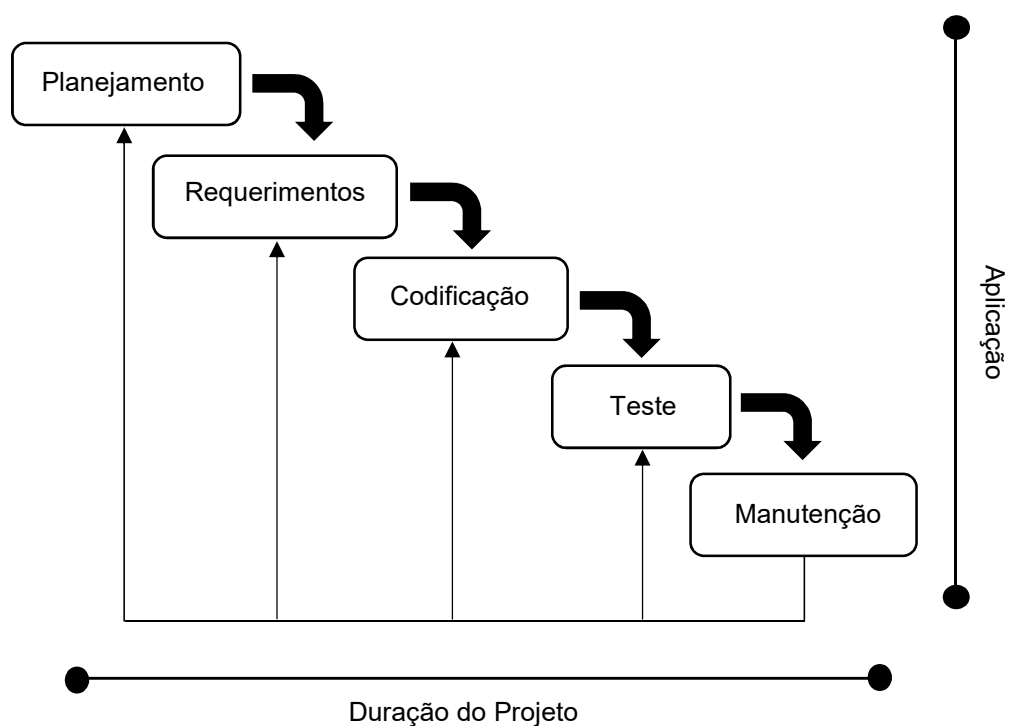 Planejamento
Requerimentos
Codificação
Teste
Manutenção
Aplicação
Duração do Projeto